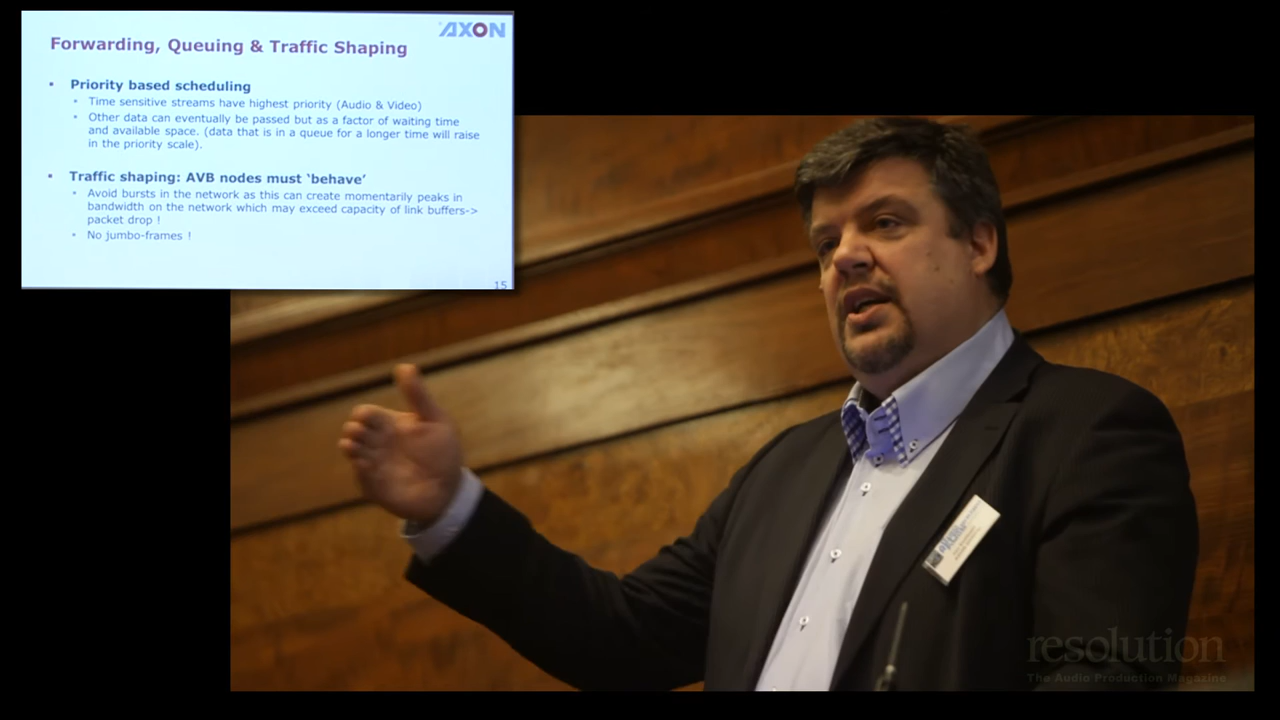 AXON
Forwarding, Queuing & Traffic Shaping
• Priority based scheduling
• Time sensitive streams have highest priority (Audio & Video)
• Other data can eventually be passed but as a factor of waiting time
and available space. (data that is in a queue for a longer time will raise
in the priority scale).
• Traffic shaping: AVB nodes must ‘behave’
• Avoid bursts in the network as this can create momentarily peaks in
bandwidth on the network which may exceed capacity of link buffers->
packet drop !
• No jumbo-frames !
15
resolution
The Audio Production Magazine